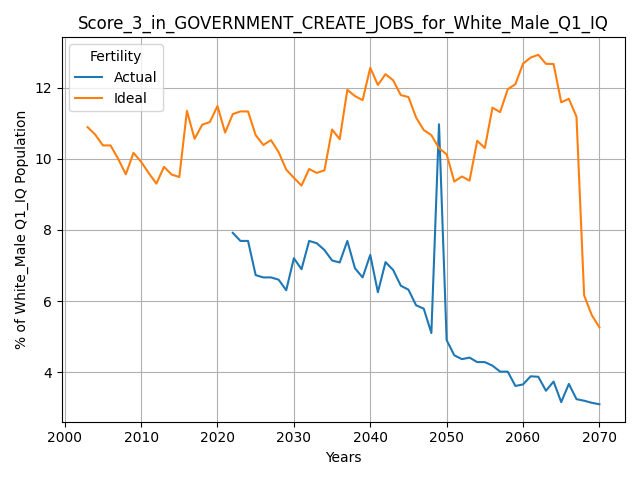 Score_3_in_GOVERNMENT_CREATE_JOBS_for_White_Male_Q1_IQ
Fertility
Actual
Ideal
% of White_Male Q1_IQ Population
12
10
8
6
4
2000 2010 2020 2030 2040 2050 2060 2070
Years